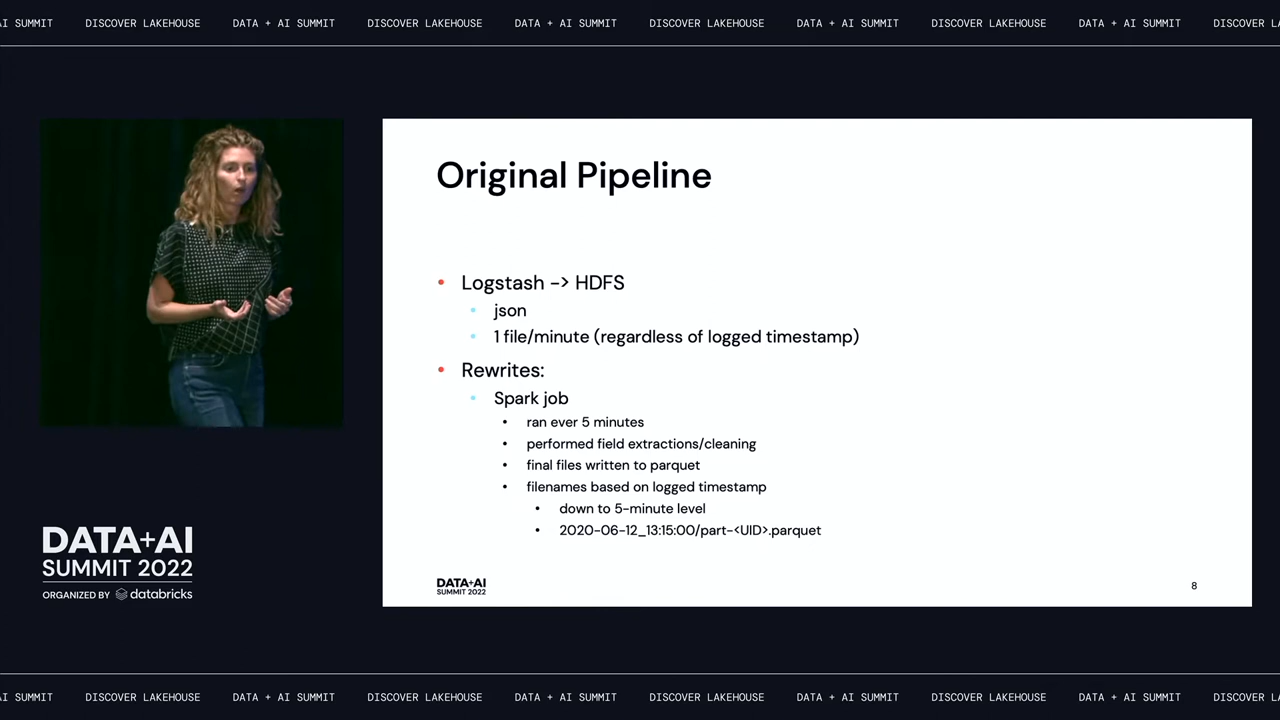 AI SUMMIT DISCOVER LAKEHOUSE DATA + AI SUMMIT DISCOVER LAKEHOUSE DATA + AI SUMMIT DISCOVER LAKEHOUSE DATA + AI SUMMIT DISCOVER LAKEHOUSE DATA + AI SUMMIT DISCOVER L
Original Pipeline
• Logstash -> HDFS
• json
• 1 file/minute (regardless of logged timestamp)
• Rewrites:
• Spark job
• ran ever 5 minutes
• performed field extractions/cleaning
• final files written to parquet
• filenames based on logged timestamp
• down to 5-minute level
• 2020-06-12_13:15:00/part-<UID>.parquet
DATA+AI
SUMMIT 2022
8
DATA+AI
SUMMIT 2022
ORGANIZED BY databricks
AI SUMMIT DISCOVER LAKEHOUSE DATA + AI SUMMIT DISCOVER LAKEHOUSE DATA + AI SUMMIT DISCOVER LAKEHOUSE DATA + AI SUMMIT DISCOVER LAKEHOUSE DATA + AI SUMMIT DISCOVER L